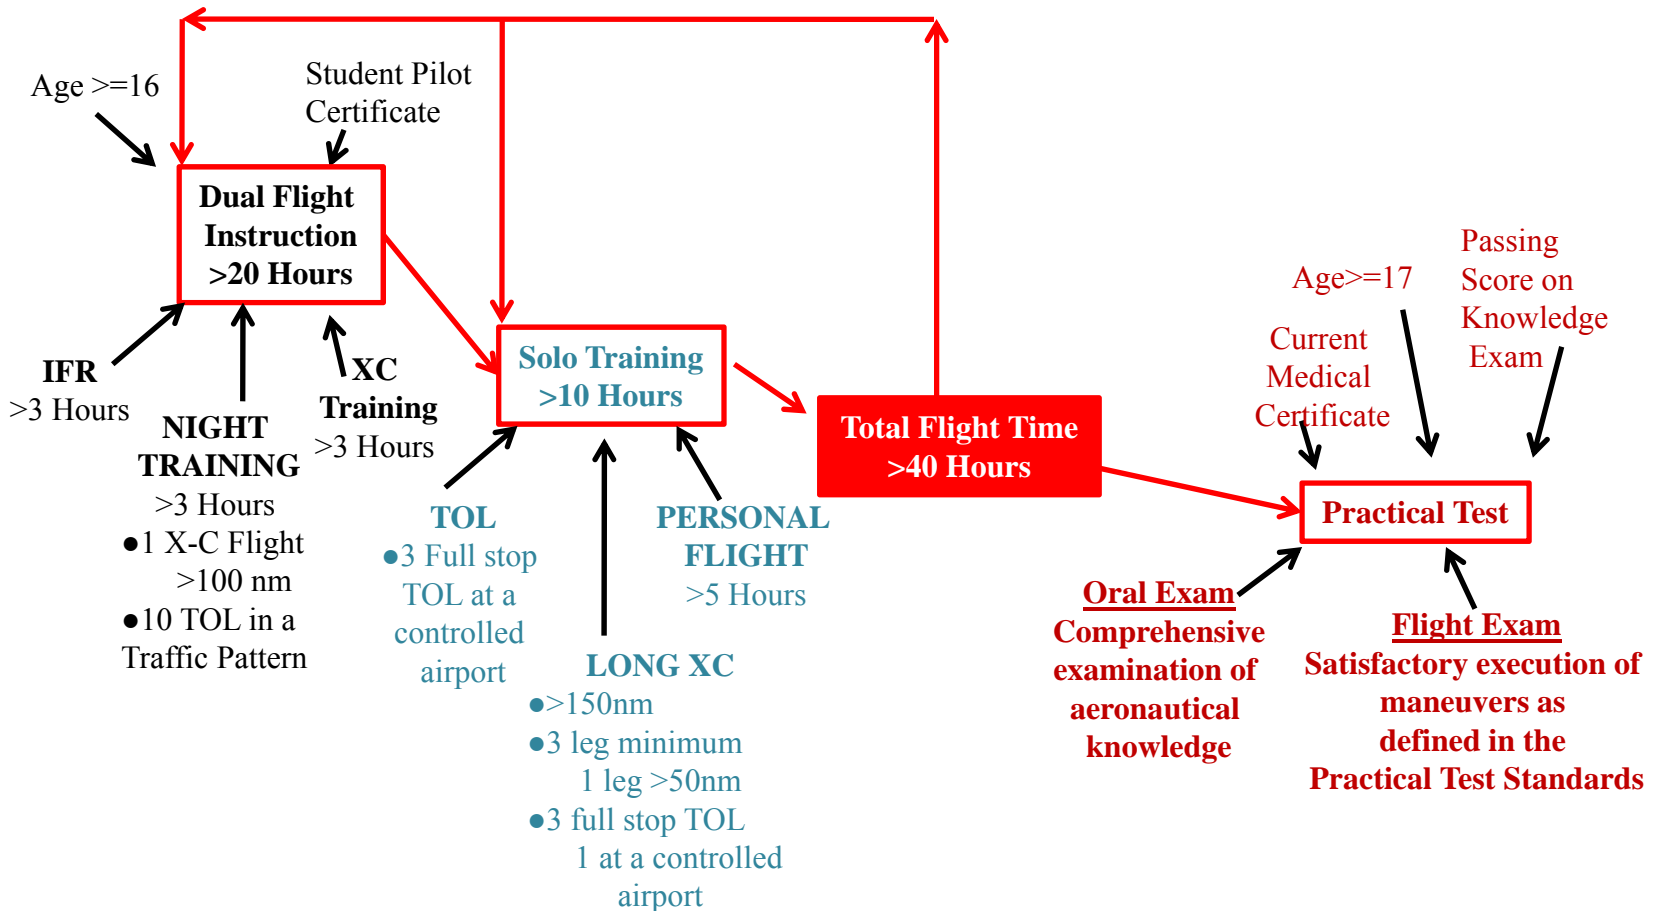 Age >=16
Student Pilot
Certificate
Dual Flight
Instruction
>20 Hours
IFR
>3 Hours
NIGHT
TRAINING
>3 Hours
●1 X-C Flight
>100 nm
●10 TOL in a
Traffic Pattern
XC
Training
>3 Hours
Solo Training
>10 Hours
TOL
●3 Full stop
TOL at a
controlled
airport
LONG XC
●>150nm
●3 leg minimum
1 leg >50nm
●3 full stop TOL
1 at a controlled
airport
PERSONAL
FLIGHT
>5 Hours
Total Flight Time
>40 Hours
Current
Medical
Certificate
Age>=17
Passing
Score on
Knowledge
Exam
Practical Test
Oral Exam
Comprehensive
examination of
aeronautical
knowledge
Flight Exam
Satisfactory execution of
maneuvers as
defined in the
Practical Test Standards